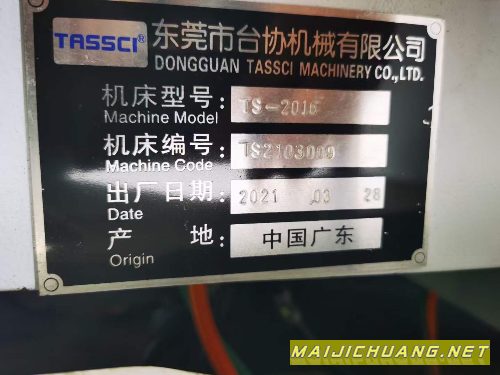 TASSCI® 东莞市台协机械有限公司
DONGGUAN TASSCI MACHINERY CO.,LTD.
机床型号: TS-2016
Machine Model
机床编号: TS2103009
Machine Code
出厂日期: 2021 .03 28
Date
产 地: 中国广东
Origin
MAIJICHUANG.NET